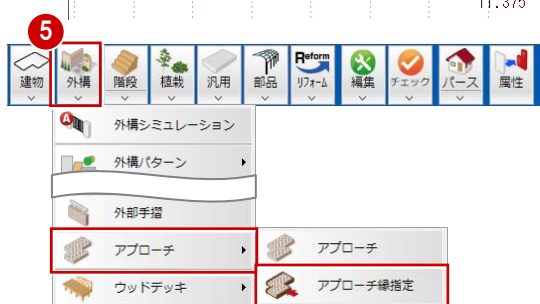 11.375
5
建物 外構 階段 植栽 汎用 部品 Reform リフォーム 編集 チェック パース 属性
A 外構シミュレーション
外構パターン
外部手摺
アプローチ アプローチ
ウッドデッキ アプローチ縁指定